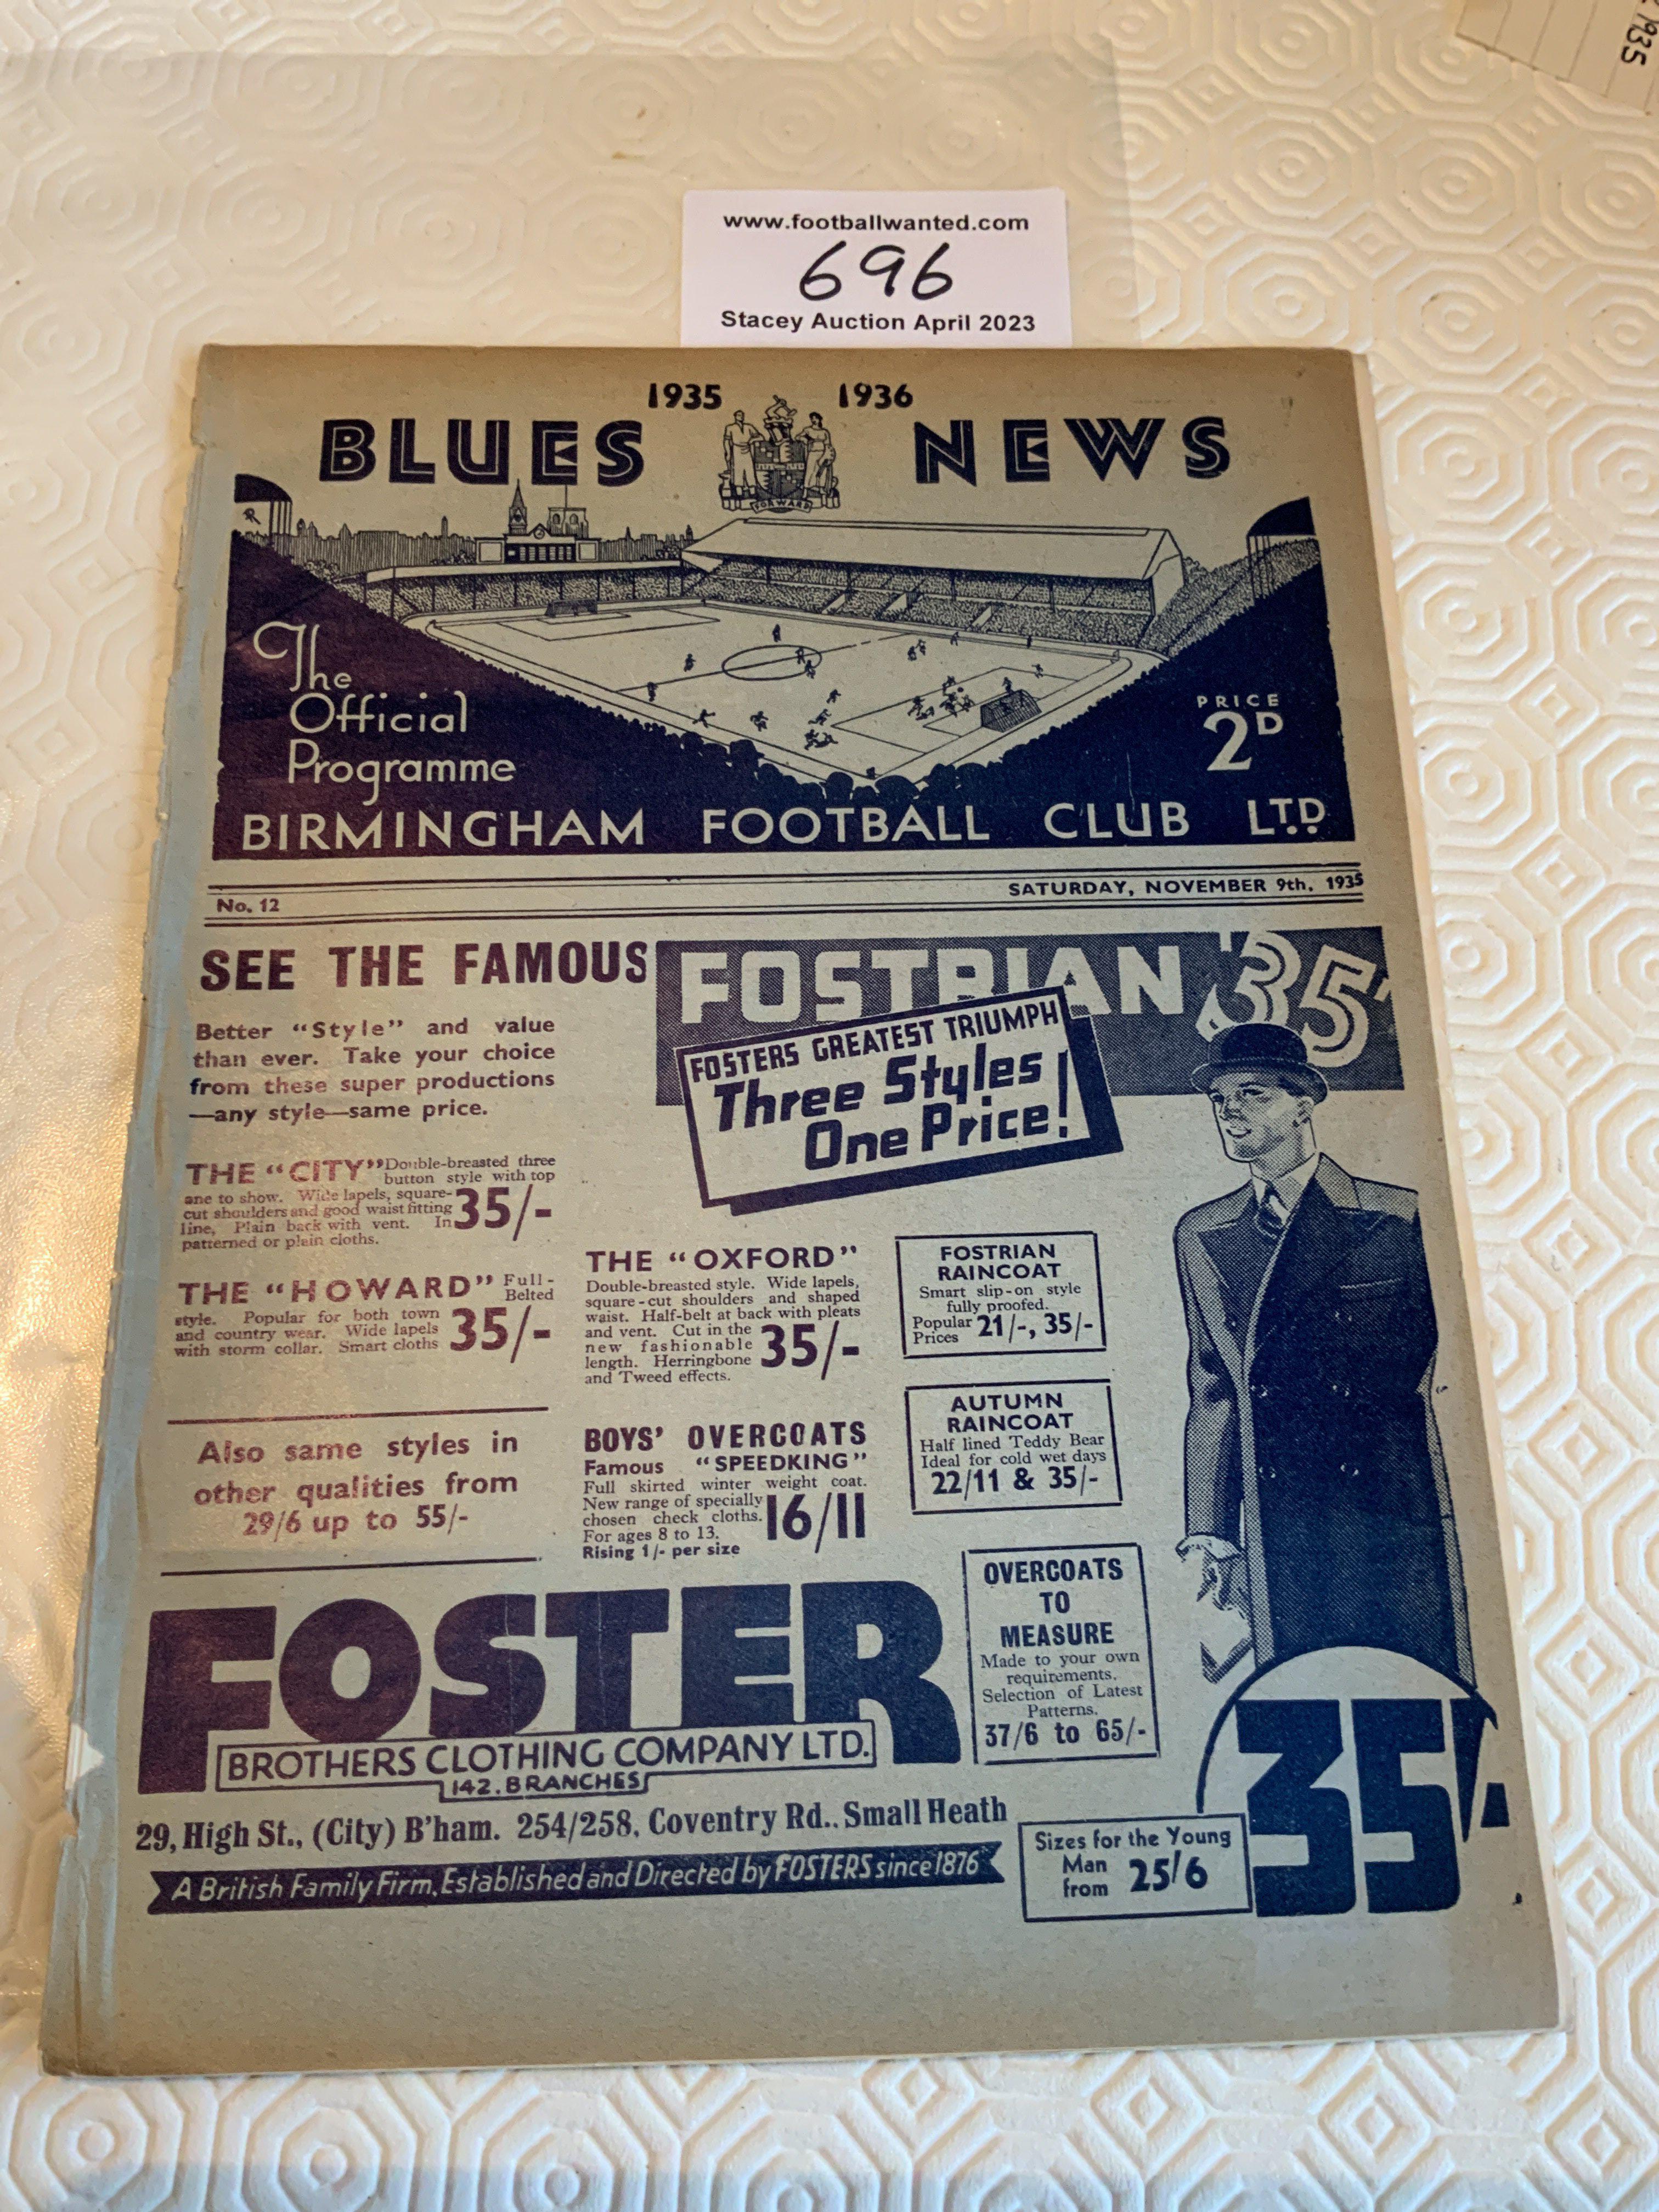 1935
www.footballwanted.com
696
Stacey Auction April 2023
1935 1936
BLUES NEWS
FORWARD
The
Official
Programme
PRICE
2D
BIRMINGHAM FOOTBALL CLUB LTD.
No. 12
SATURDAY, NOVEMBER 9th, 1935
SEE THE FAMOUS
FOSTRIAN 35'
Better "Style" and value
than ever. Take your choice
from these super productions
—any style—same price.
FOSTERS GREATEST TRIUMPH
Three Styles
One Price!
THE "CITY" Double-breasted three
button style with top
one to show. Wide lapels, square-
cut shoulders and good waist fitting
line, Plain back with vent. In
patterned or plain cloths.
35/-
THE "HOWARD" Full-
Belted
style. Popular for both town
and country wear. Wide lapels
with storm collar. Smart cloths
35/-
Also same styles in
other qualities from
29/6 up to 55/-
THE "OXFORD"
Double-breasted style. Wide lapels,
square-cut shoulders and shaped
waist. Half-belt at back with pleats
and vent. Cut in the
new fashionable
length. Herringbone
and Tweed effects.
35/-
BOYS' OVERCOATS
Famous "SPEEDKING"
Full skirted winter weight coat.
New range of specially
chosen check cloths.
For ages 8 to 13.
Rising 1/- per size
16/11
FOSTRIAN
RAINCOAT
Smart slip-on style
fully proofed.
Popular
Prices 21/-, 35/-
AUTUMN
RAINCOAT
Half lined Teddy Bear
Ideal for cold wet days
22/11 & 35/-
OVERCOATS
TO
MEASURE
Made to your own
requirements.
Selection of Latest
Patterns.
37/6 to 65/-
FOSTER
BROTHERS CLOTHING COMPANY LTD.
142. BRANCHES
29, High St., (City) B'ham. 254/258, Coventry Rd.. Small Heath
A British Family Firm, Established and Directed by FOSTERS since 1876
Sizes for the Young
Man
from 25/6
35/-